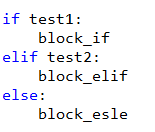 if test1:
    block_if
elif test2:
    block_elif
else:
    block_esle